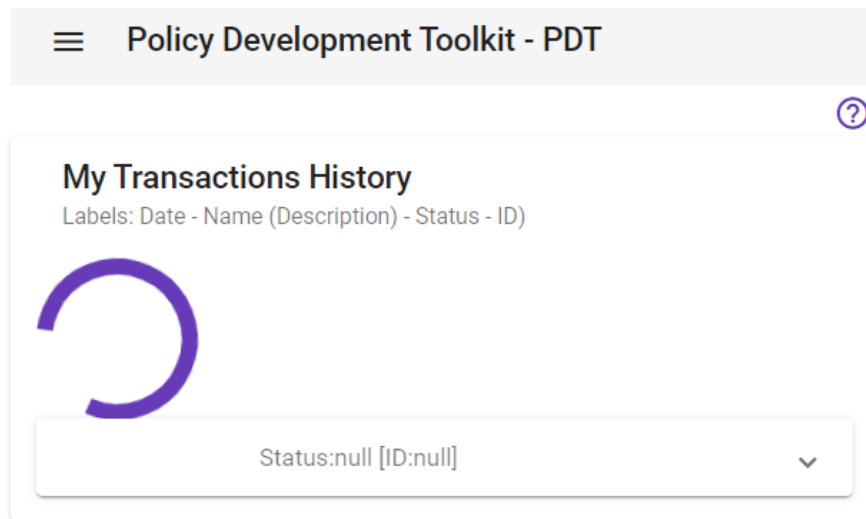 Policy Development Toolkit - PDT
My Transactions History
Labels: Date - Name (Description) - Status - ID)
Status:null [ID:null]